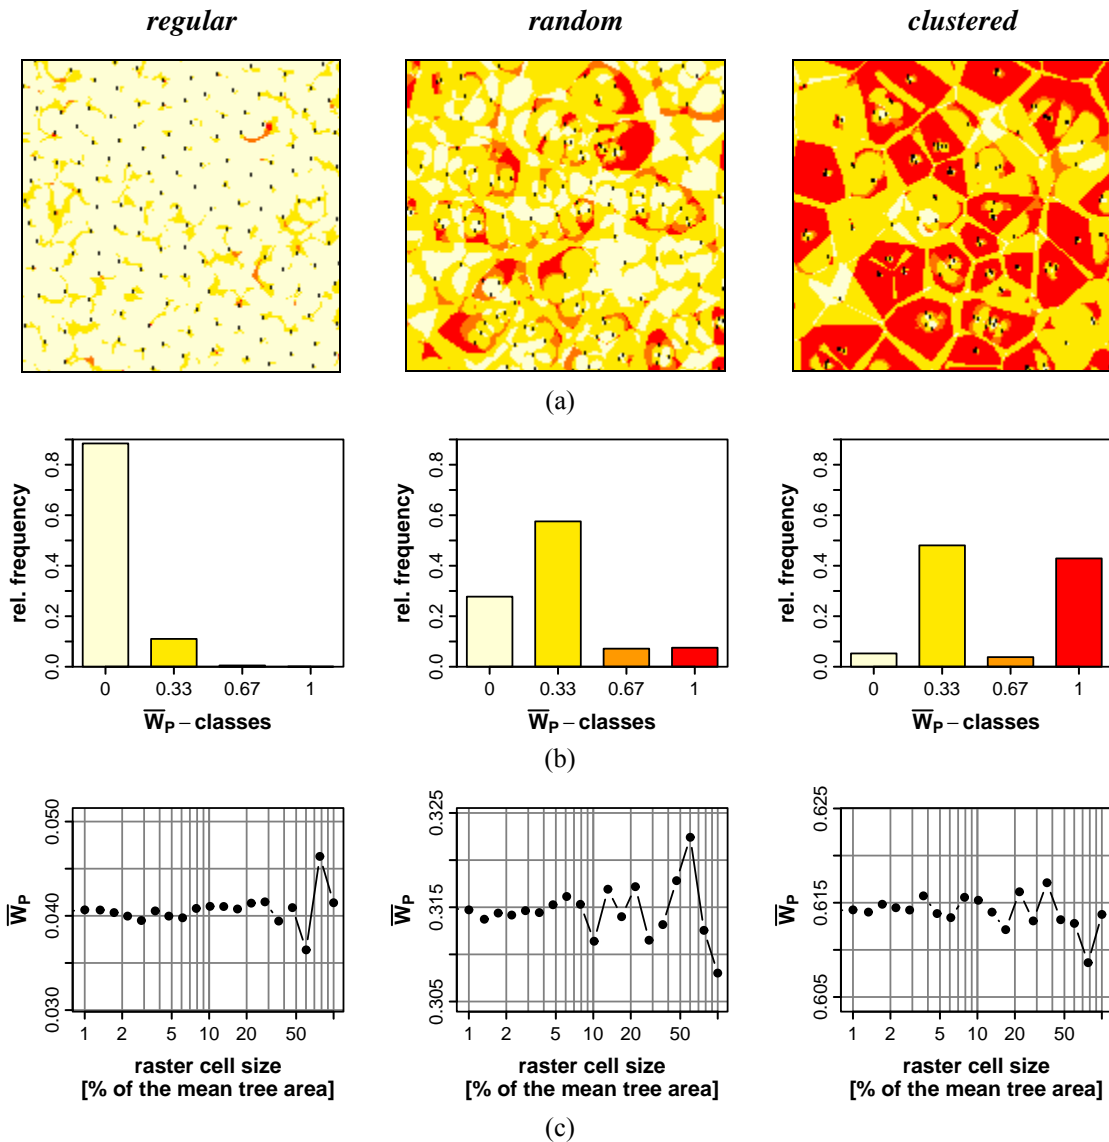 regular random clustered
(a)
rel. frequency
0.0 0.2 0.4 0.6 0.8
0 0.33 0.67 1
W̅P – classes
rel. frequency
0.0 0.2 0.4 0.6 0.8
0 0.33 0.67 1
W̅P – classes
rel. frequency
0.0 0.2 0.4 0.6 0.8
0 0.33 0.67 1
W̅P – classes
(b)
W̅P
0.030 0.040 0.050
1 2 5 10 20 50
raster cell size
[% of the mean tree area]
W̅P
0.305 0.315 0.325
1 2 5 10 20 50
raster cell size
[% of the mean tree area]
W̅P
0.605 0.615 0.625
1 2 5 10 20 50
raster cell size
[% of the mean tree area]
(c)